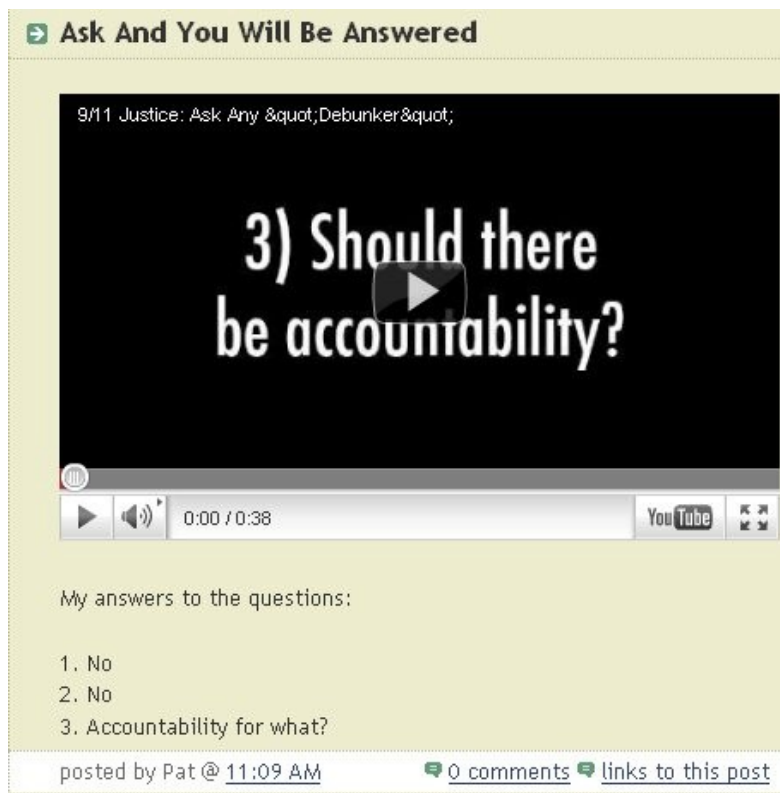 Ask And You Will Be Answered
9/11 Justice: Ask Any &quot;Debunker&quot;
3) Should there
be accountability?
0:00 / 0:38
YouTube
My answers to the questions:
1. No
2. No
3. Accountability for what?
posted by Pat @ 11:09 AM 0 comments links to this post